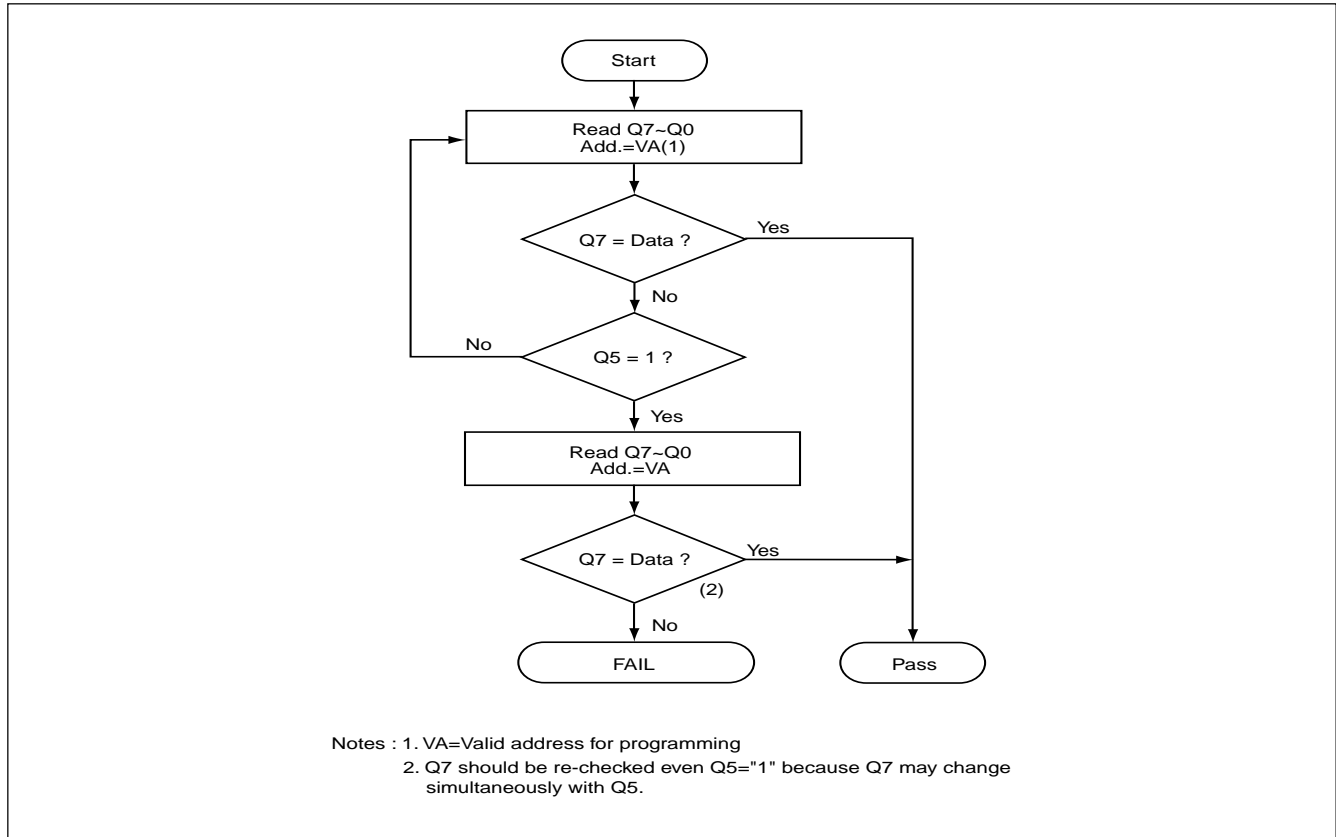 Start
Read Q7~Q0
Add.=VA(1)
Q7 = Data ?
Yes
No
No
Q5 = 1 ?
Yes
Read Q7~Q0
Add.=VA
Q7 = Data ?
Yes
(2)
No
FAIL
Pass
Notes : 1. VA=Valid address for programming
2. Q7 should be re-checked even Q5="1" because Q7 may change
simultaneously with Q5.